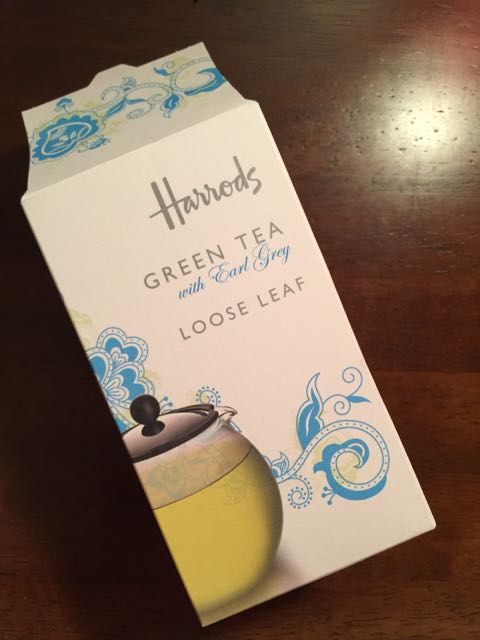 Harrods
GREEN TEA
with Earl Grey
LOOSE LEAF